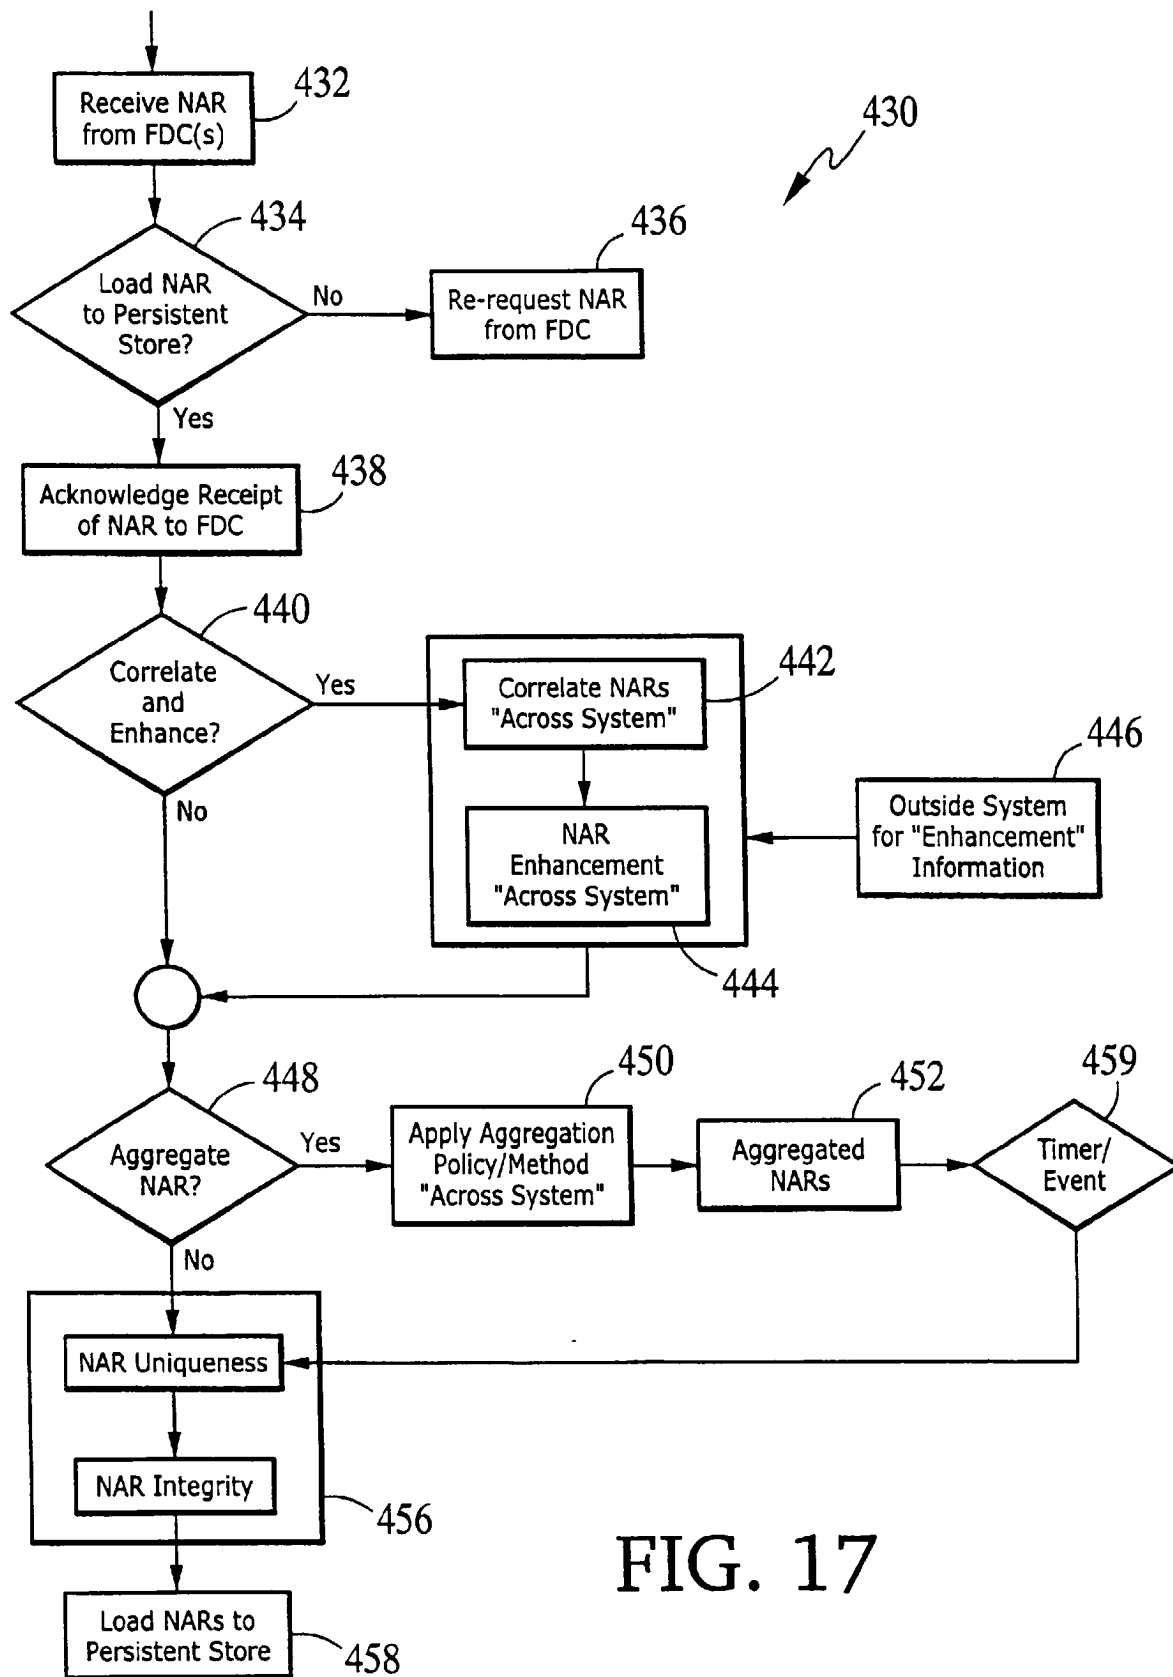 Receive NAR
from FDC(s)
432
430
434
Load NAR
to Persistent
Store?
No
436
Re-request NAR
from FDC
Yes
438
Acknowledge Receipt
of NAR to FDC
440
Correlate
and
Enhance?
Yes
442
Correlate NARs
"Across System"
446
Outside System
for "Enhancement"
Information
NAR
Enhancement
"Across System"
444
No
448
Aggregate
NAR?
Yes
450
Apply Aggregation
Policy/Method
"Across System"
452
Aggregated
NARs
459
Timer/
Event
No
NAR Uniqueness
NAR Integrity
456
Load NARs to
Persistent Store
458
FIG. 17